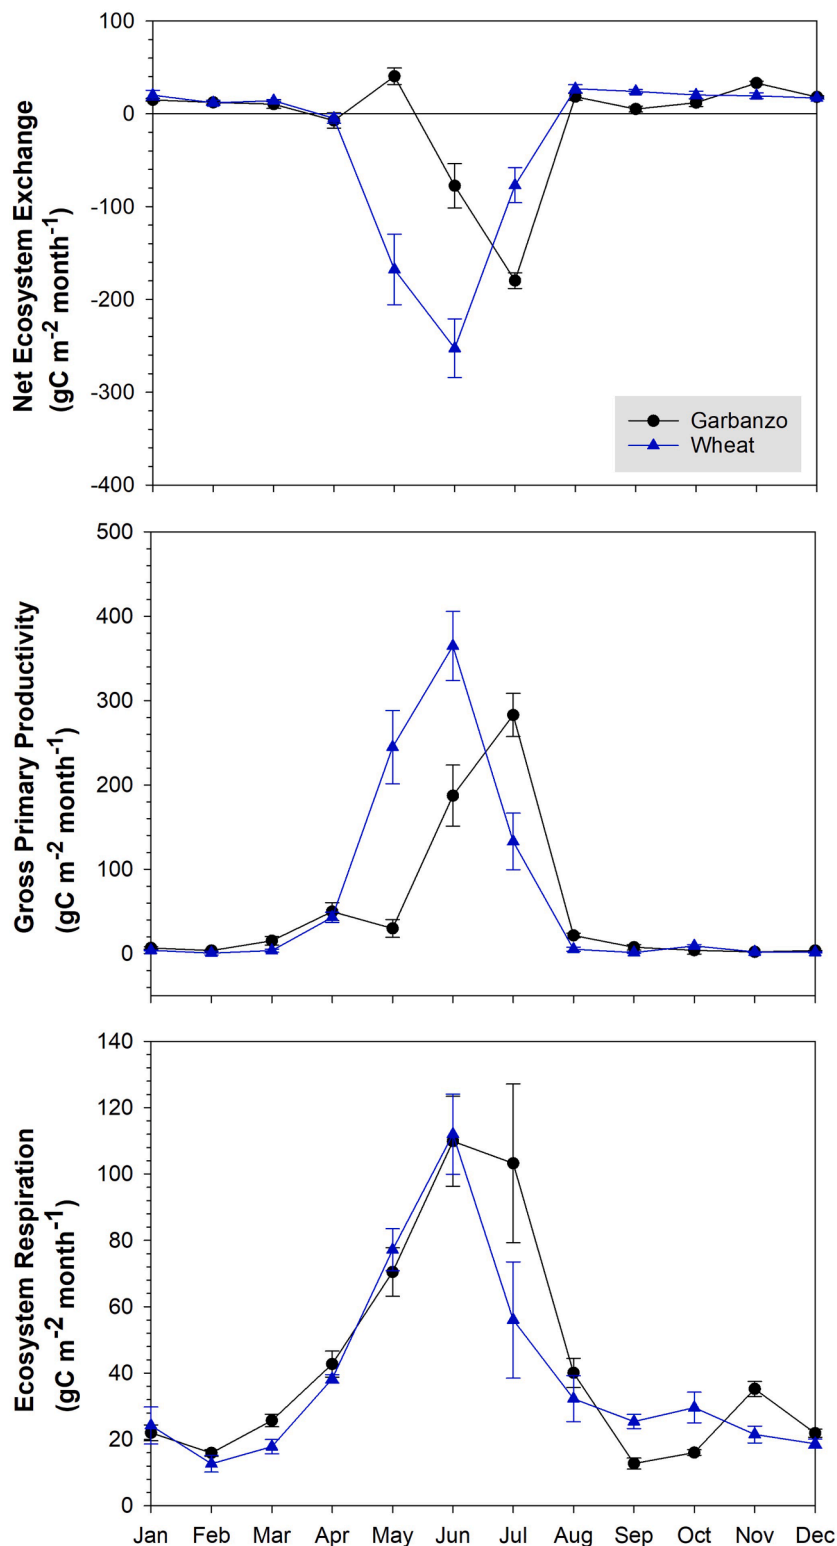 100
0
-100
-200
-300
-400
Net Ecosystem Exchange
(gC m⁻² month⁻¹)
Garbanzo
Wheat
500
400
300
200
100
0
Gross Primary Productivity
(gC m⁻² month⁻¹)
140
120
100
80
60
40
20
0
Ecosystem Respiration
(gC m⁻² month⁻¹)
Jan Feb Mar Apr May Jun Jul Aug Sep Oct Nov Dec